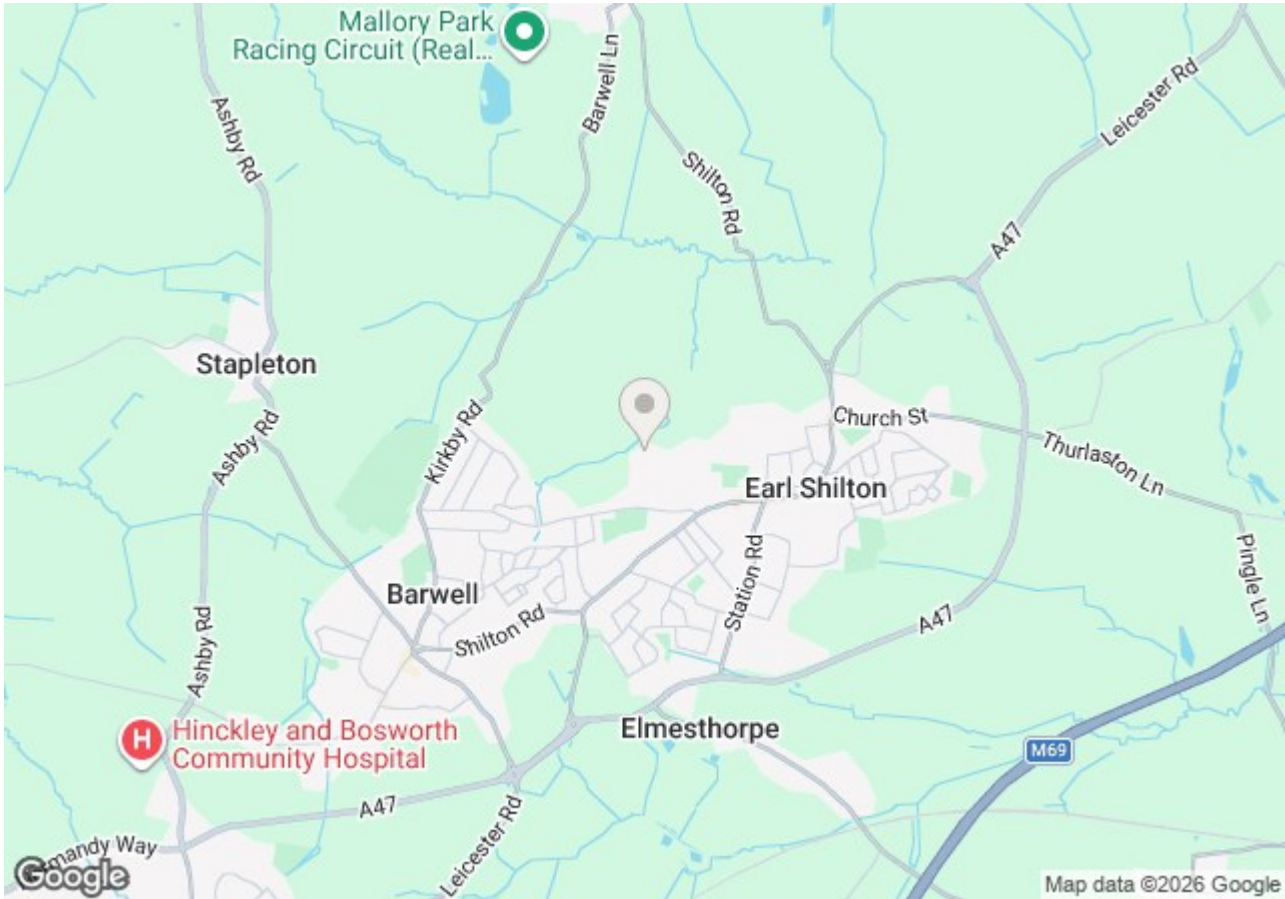 Mallory Park
Racing Circuit (Real...
Barwell Ln
Leicester Rd
Ashby Rd
Shilton Rd
A47
Stapleton
Kirkby Rd
Church St
Ashby Rd
Thurlaston Ln
Earl Shilton
Station Rd
Pingle Ln
Barwell
Shilton Rd
A47
Ashby Rd
Elmesthorpe
H
Hinckley and Bosworth
Community Hospital
M69
A47
Leicester Rd
rmandy Way
Google
Map data ©2026 Google